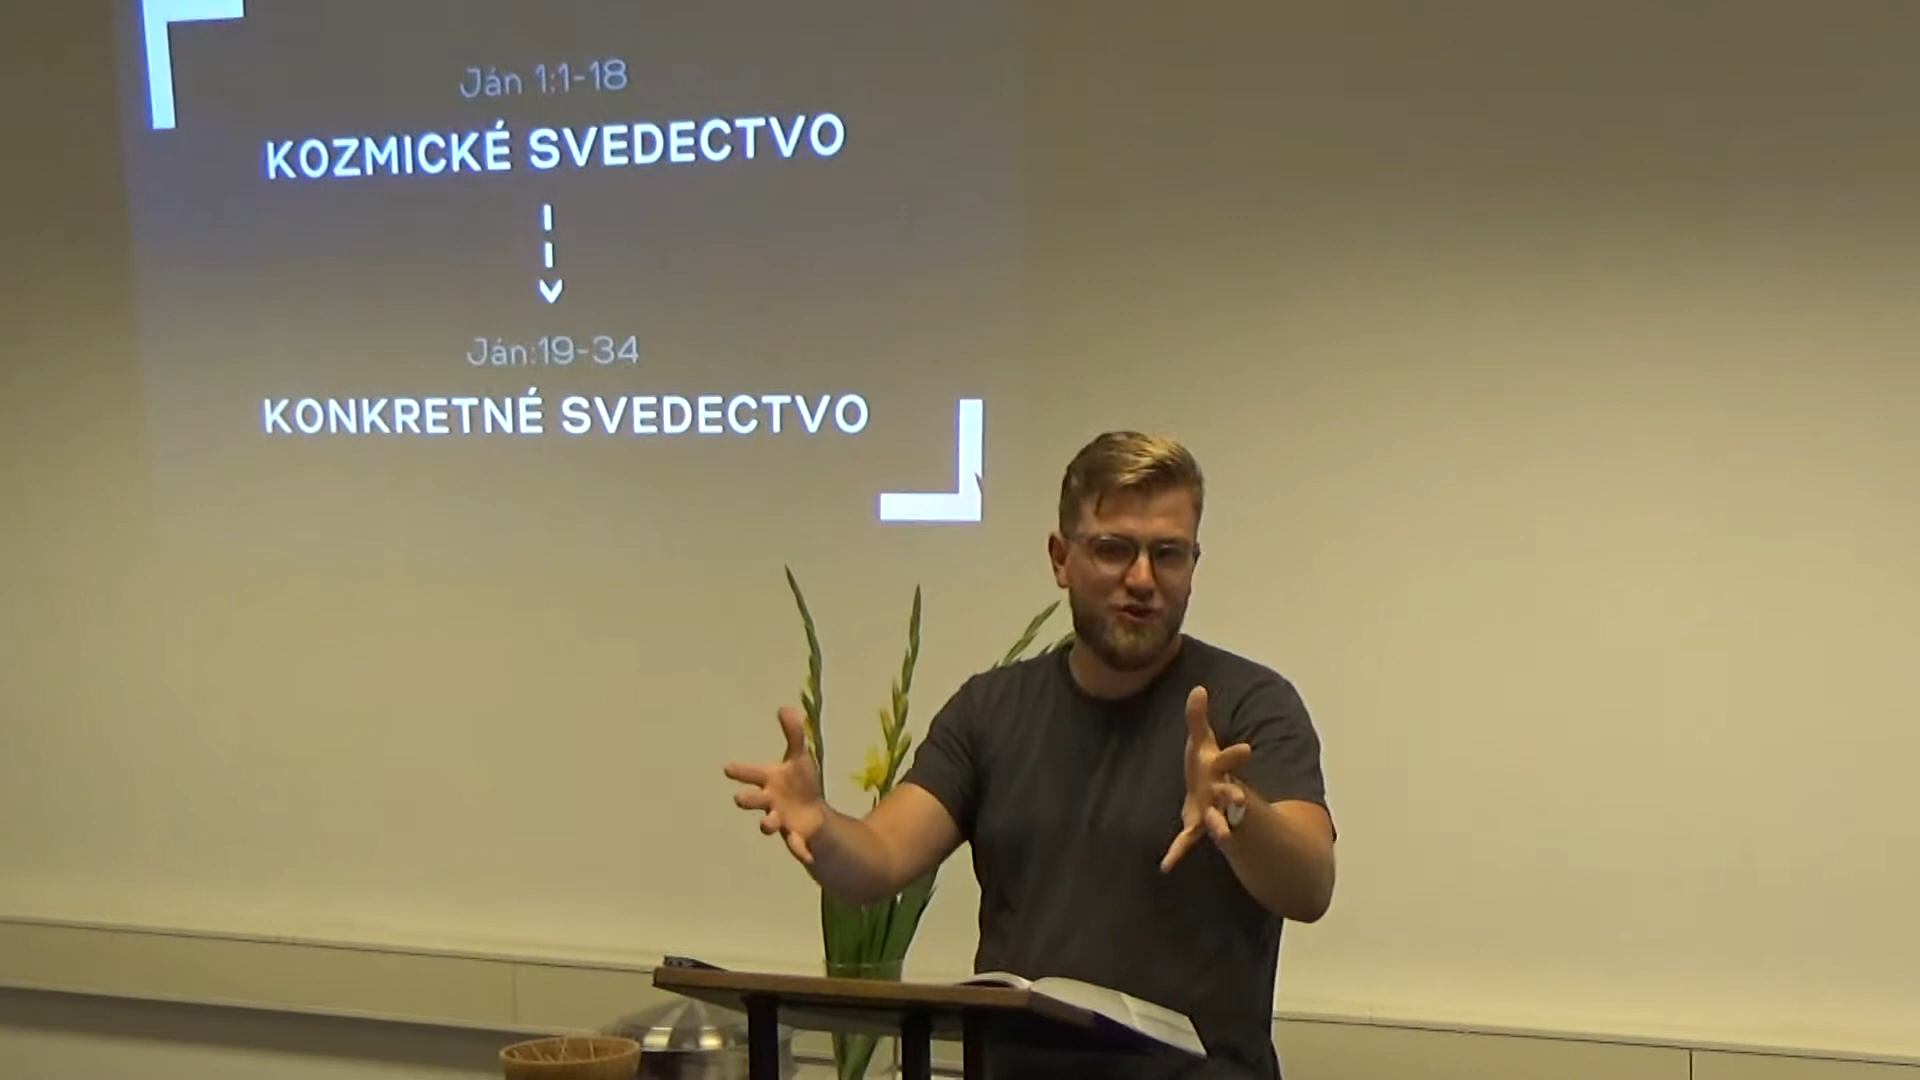 Ján 1:1-18
KOZMICKÉ SVEDECTVO
Ján:19-34
KONKRETNÉ SVEDECTVO